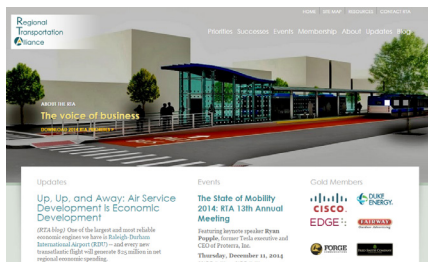 Regional
Transportation
Alliance
HOME | SITE MAP | RESOURCES | CONTACT RTA
Priorities Successes Events Membership About Updates Blog
ABOUT THE RTA
The voice of business
Updates
Up, Up, and Away: Air Service
Development is Economic
Development
(RTA blog) One of the largest and most reliable
economic engines we have is Raleigh-Durham
International Airport (RDU)—and every new
transatlantic flight will generate $25 million in net
regional economic spending.
Events
The State of Mobility
2014: RTA 13th Annual
Meeting
Featuring keynote speaker Ryan
Popple, former Tesla executive and
CEO of Proterra, inc.
Thursday, December 11, 2014
Gold Members
CISCO.
DUKE
ENERGY.
EDGE
FAIRWAY
FORGE